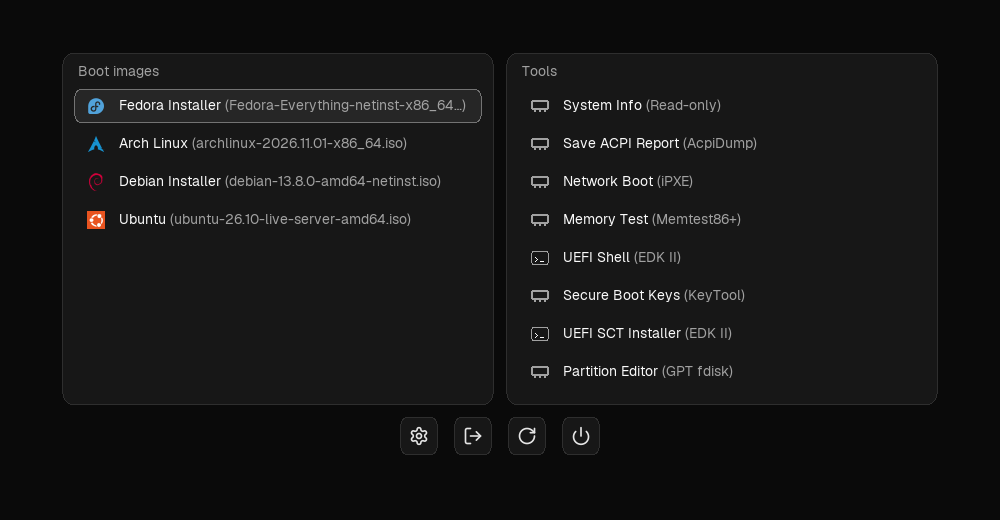 Boot images
Fedora Installer (Fedora-Everything-netinst-x86_64…)
Arch Linux (archlinux-2026.11.01-x86_64.iso)
Debian Installer (debian-13.8.0-amd64-netinst.iso)
Ubuntu (ubuntu-26.10-live-server-amd64.iso)
Tools
System Info (Read-only)
Save ACPI Report (AcpiDump)
Network Boot (iPXE)
Memory Test (Memtest86+)
UEFI Shell (EDK II)
Secure Boot Keys (KeyTool)
UEFI SCT Installer (EDK II)
Partition Editor (GPT fdisk)